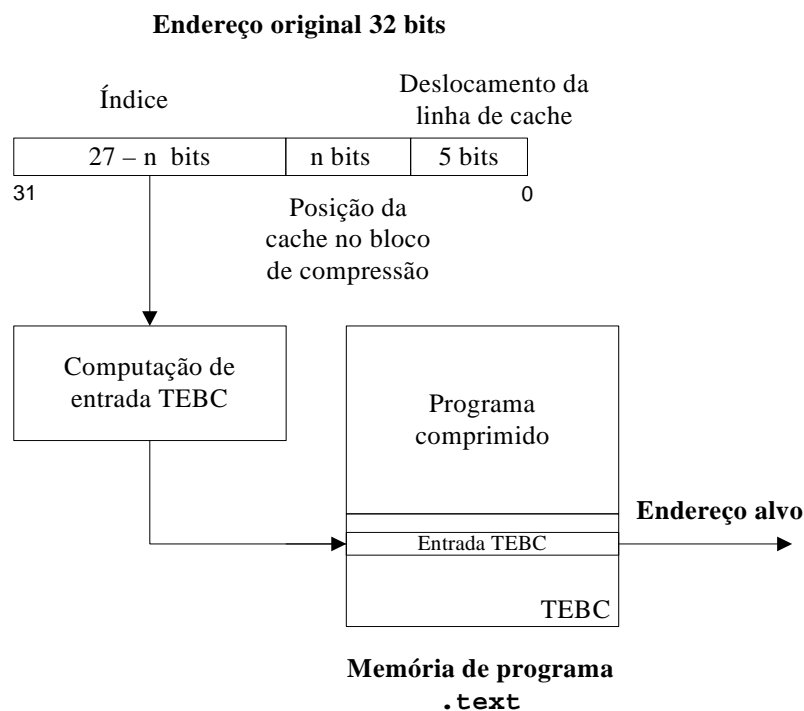 Endereço original 32 bits
Índice
Deslocamento da
linha de cache
27 – n bits
n bits
5 bits
31
0
Posição da
cache no bloco
de compressão
Computação de
entrada TEBC
Programa
comprimido
Endereço alvo
Entrada TEBC
TEBC
Memória de programa
.text